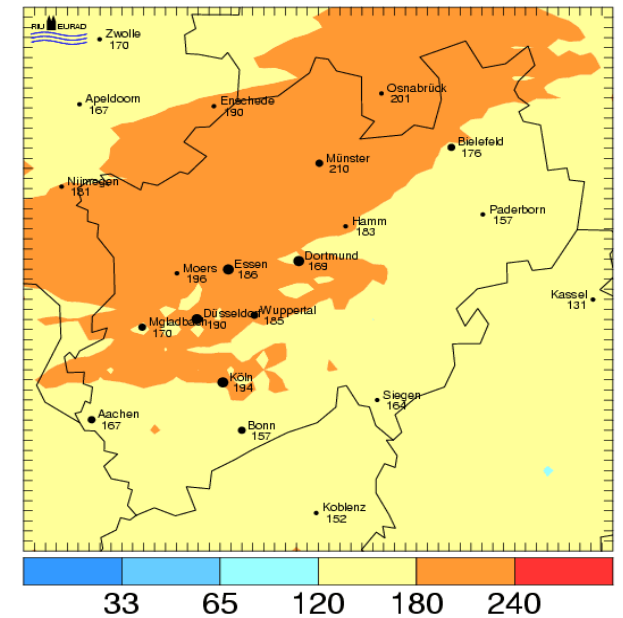 RIU EURAD
Zwolle
170
Apeldoorn
167
Enschede
190
Osnabrück
201
Bielefeld
176
Münster
210
Nijmegen
181
Paderborn
157
Hamm
183
Dortmund
169
Essen
186
Moers
196
Kassel
131
Düsseldorf
190
Wuppertal
185
Mgladbach
170
Köln
194
Siegen
164
Aachen
167
Bonn
157
Koblenz
152
33 65 120 180 240